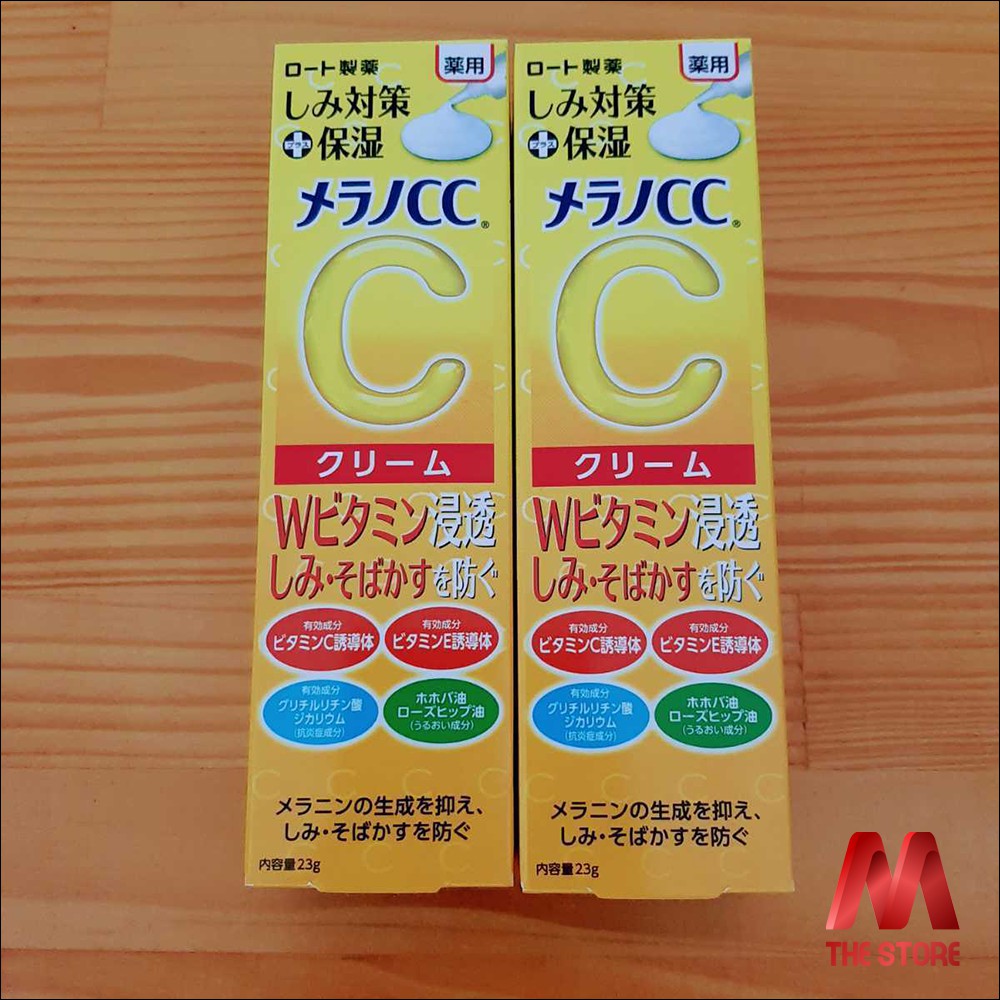 ロート製薬
薬用
しみ対策
プラス
保湿
メラノCC®
C
クリーム
Wビタミン浸透
しみ・そばかすを防ぐ
有効成分
ビタミンC誘導体
有効成分
ビタミンE誘導体
有効成分
グリチルリチン酸
ジカリウム
(抗炎症成分)
ホホバ油
ローズヒップ油
(うるおい成分)
メラニンの生成を抑え、
しみ・そばかすを防ぐ
内容量23g
ロート製薬
薬用
しみ対策
プラス
保湿
メラノCC®
C
クリーム
Wビタミン浸透
しみ・そばかすを防ぐ
有効成分
ビタミンC誘導体
有効成分
ビタミンE誘導体
有効成分
グリチルリチン酸
ジカリウム
(抗炎症成分)
ホホバ油
ローズヒップ油
(うるおい成分)
メラニンの生成を抑え、
しみ・そばかすを防ぐ
内容量23g
M
THE STORE